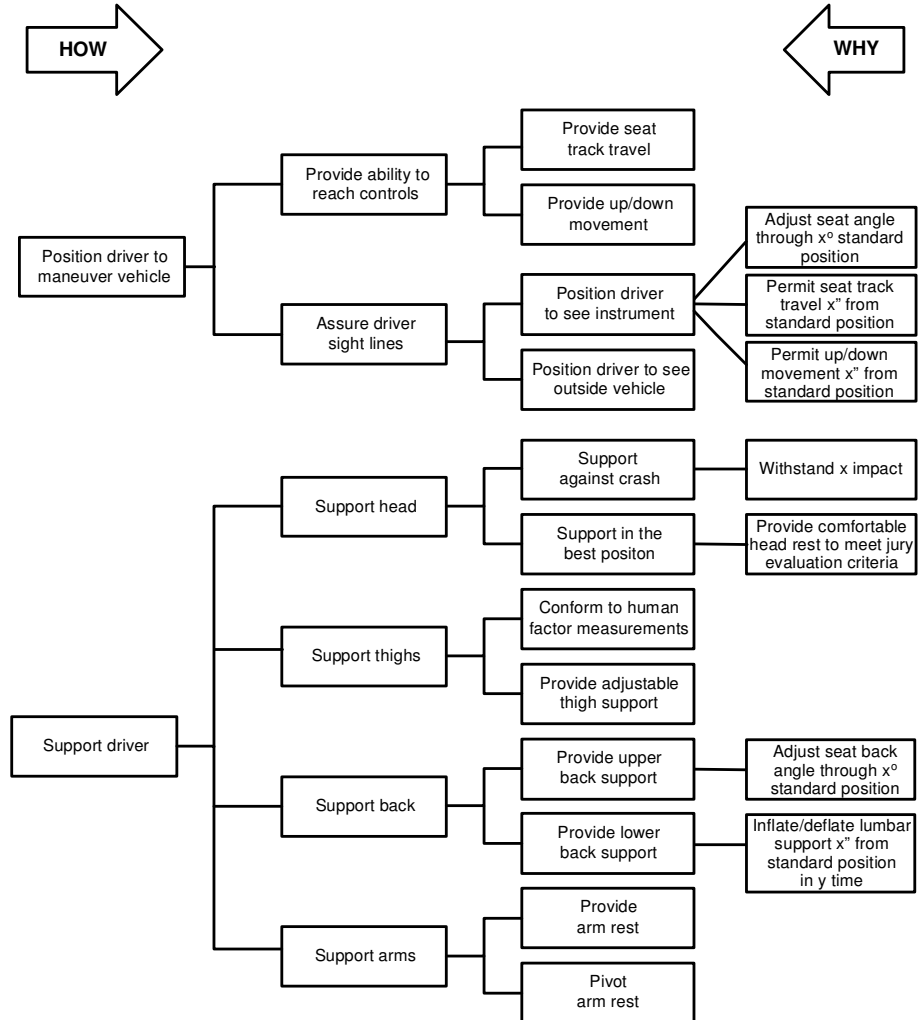 HOW
WHY
Provide seat
track travel
Provide ability to
reach controls
Provide up/down
movement
Position driver to
maneuver vehicle
Adjust seat angle
through xº standard
position
Position driver
to see instrument
Permit seat track
travel x” from
standard position
Assure driver
sight lines
Permit up/down
movement x” from
standard position
Position driver to see
outside vehicle
Support
against crash
Withstand x impact
Support head
Support in the
best positon
Provide comfortable
head rest to meet jury
evaluation criteria
Conform to human
factor measurements
Support thighs
Provide adjustable
thigh support
Support driver
Provide upper
back support
Adjust seat back
angle through xº
standard position
Support back
Provide lower
back support
Inflate/deflate lumbar
support x” from
standard position
in y time
Provide
arm rest
Support arms
Pivot
arm rest